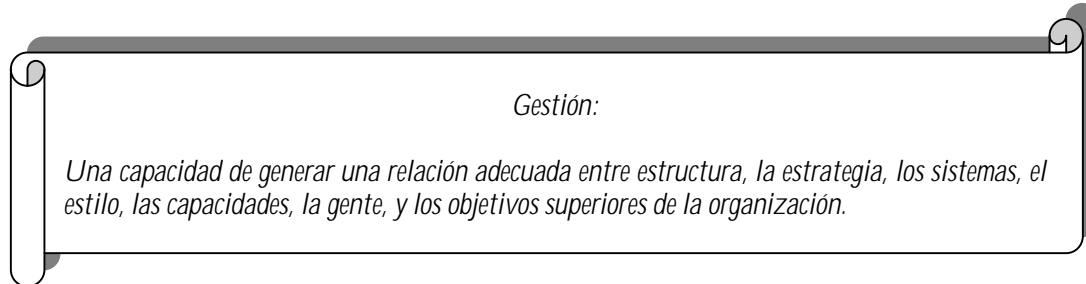 Gestión:
Una capacidad de generar una relación adecuada entre estructura, la estrategia, los sistemas, el
estilo, las capacidades, la gente, y los objetivos superiores de la organización.